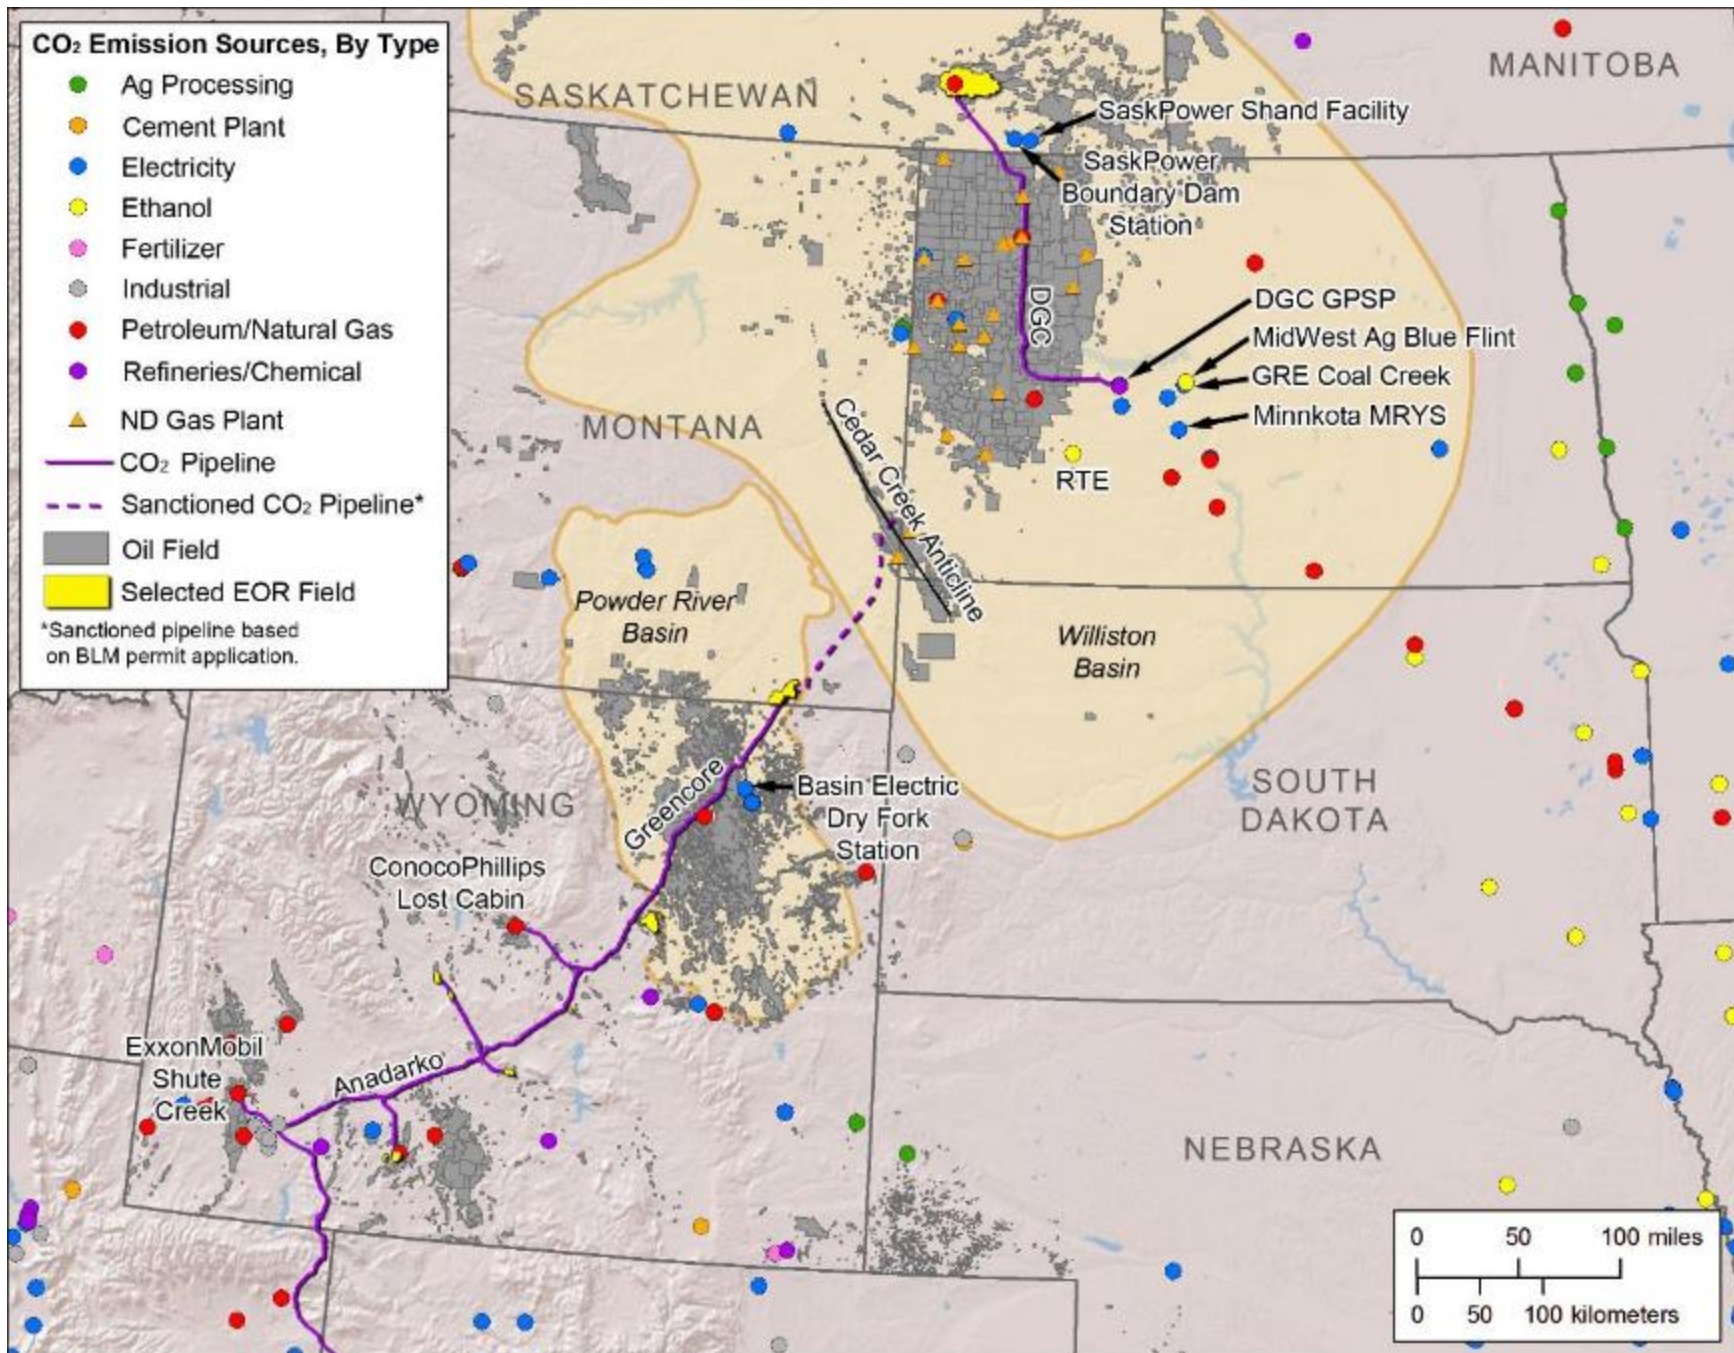 CO₂ Emission Sources, By Type
Ag Processing
Cement Plant
Electricity
Ethanol
Fertilizer
Industrial
Petroleum/Natural Gas
Refineries/Chemical
ND Gas Plant
CO₂ Pipeline
Sanctioned CO₂ Pipeline*
Oil Field
Selected EOR Field
*Sanctioned pipeline based
on BLM permit application.
SASKATCHEWAN
MANITOBA
SaskPower Shand Facility
SaskPower
Boundary Dam
Station
DGC
DGC GPSP
MidWest Ag Blue Flint
GRE Coal Creek
Minnkota MRYS
MONTANA
Cedar Creek Anticline
RTE
Powder River
Basin
Williston
Basin
WYOMING
Greencore
Basin Electric
Dry Fork
Station
SOUTH
DAKOTA
ConocoPhillips
Lost Cabin
ExxonMobil
Shute
Creek
Anadarko
NEBRASKA
0 50 100 miles
0 50 100 kilometers